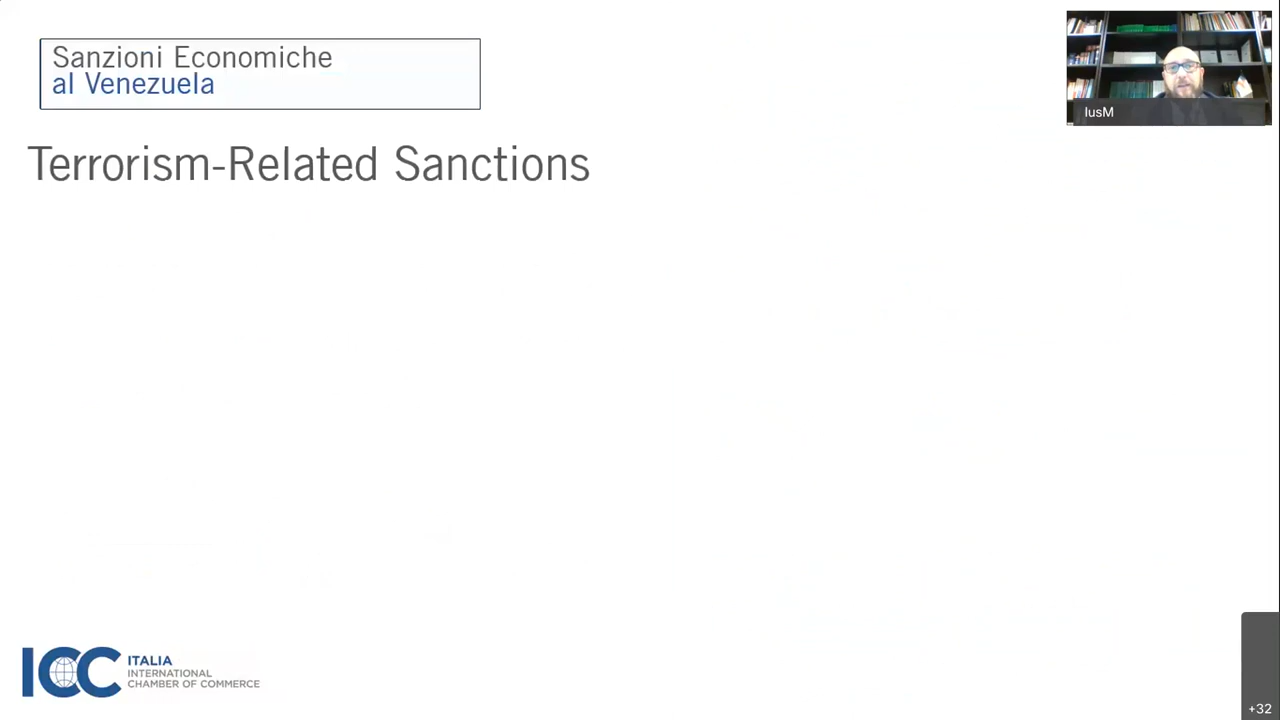 Sanzioni Economiche
al Venezuela
IusM
Terrorism-Related Sanctions
ICC ITALIA
INTERNATIONAL
CHAMBER OF COMMERCE
+32